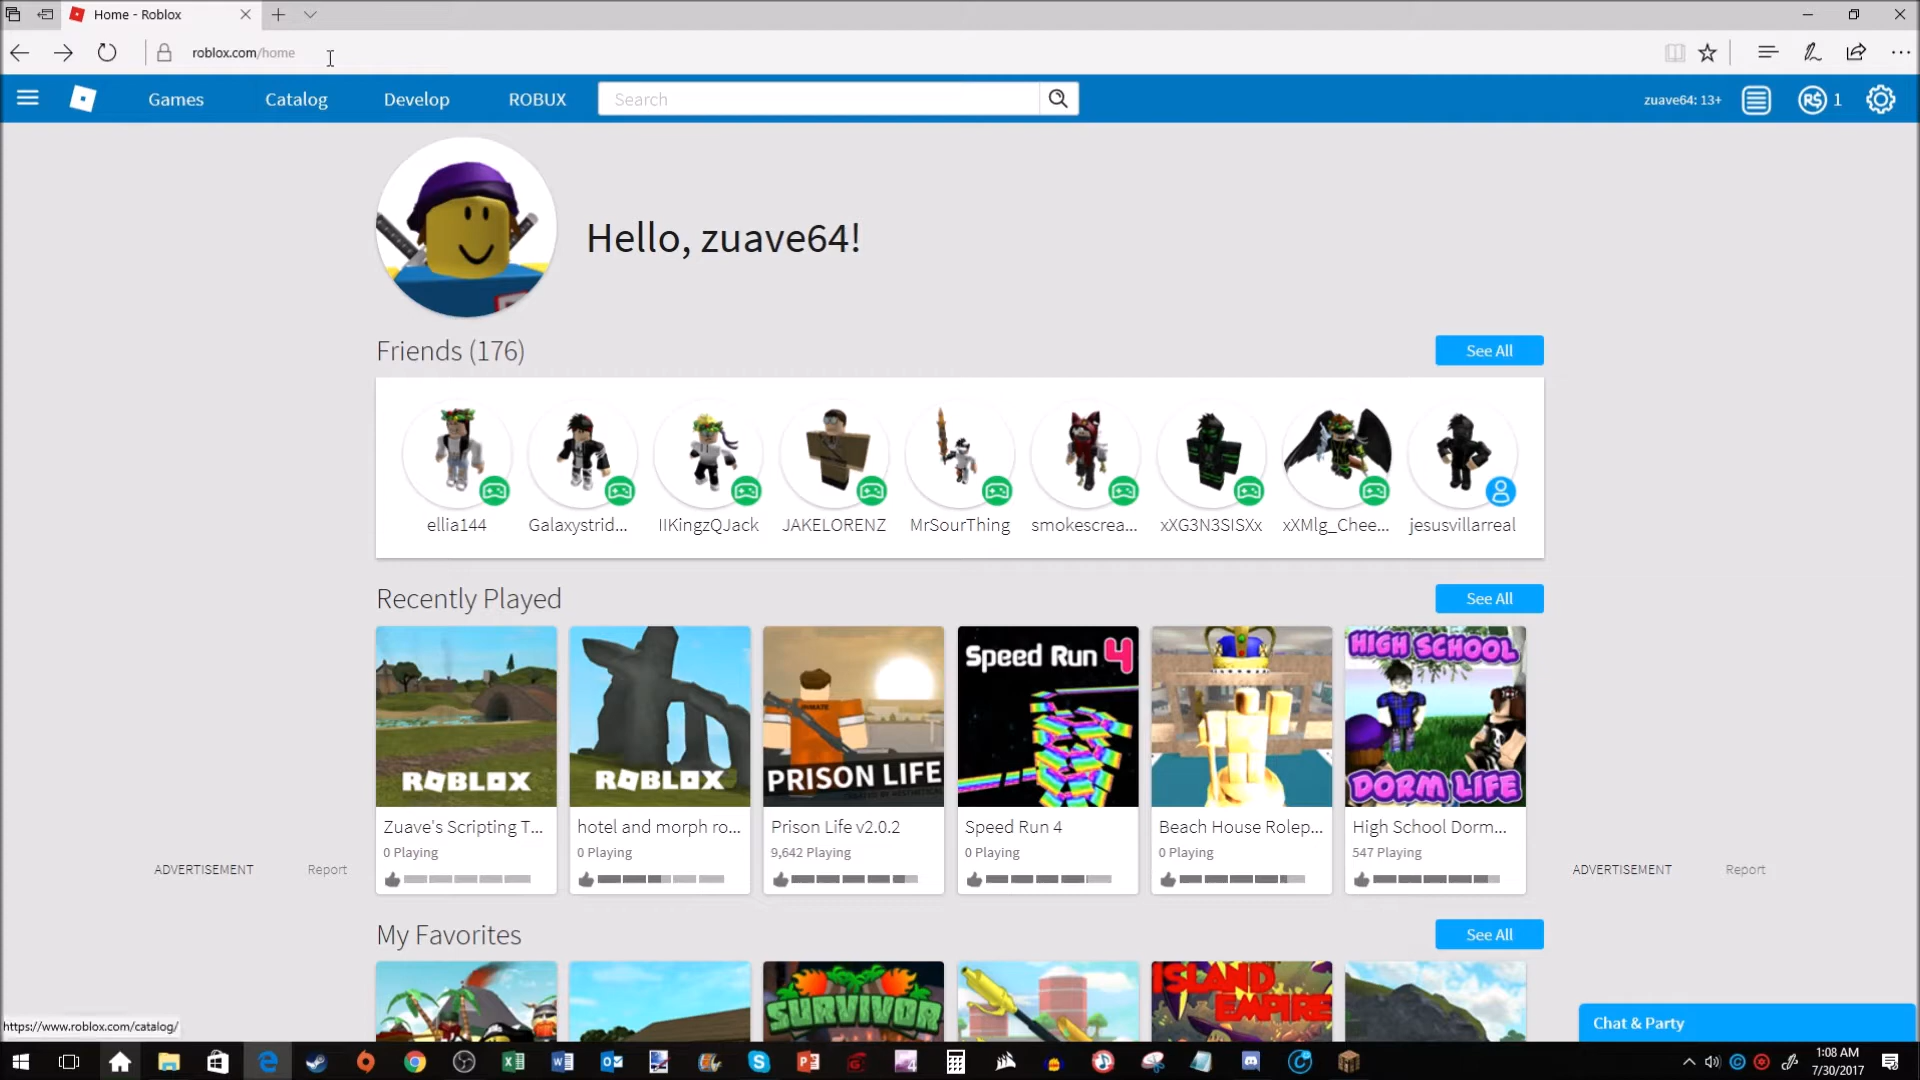 Home - Roblox
roblox.com/home
Games
Catalog
Develop
ROBUX
Search
zuave64: 13+
R$ 1
Hello, zuave64!
Friends (176)
See All
ellia144
Galaxystrid...
IIKingzQJack
JAKELORENZ
MrSourThing
smokescrea...
xXG3N3SISXx
xXMlg_Chee...
jesusvillarreal
Recently Played
See All
ROBLOX
ROBLOX
INMATE
PRISON LIFE
Speed Run 4
HIGH SCHOOL
DORM LIFE
Zuave's Scripting T...
hotel and morph ro...
Prison Life v2.0.2
Speed Run 4
Beach House Rolep...
High School Dorm...
0 Playing
0 Playing
9,642 Playing
0 Playing
0 Playing
547 Playing
ADVERTISEMENT
Report
ADVERTISEMENT
Report
My Favorites
See All
SURVIVOR
ISLAND
EMPIRE
https://www.roblox.com/catalog/
Chat & Party
1:08 AM
7/30/2017